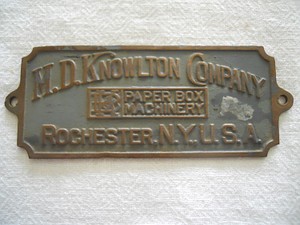 M.D. KNOWLTON COMPANY
PAPER BOX
MACHINERY
ROCHESTER. N.Y. U.S.A.